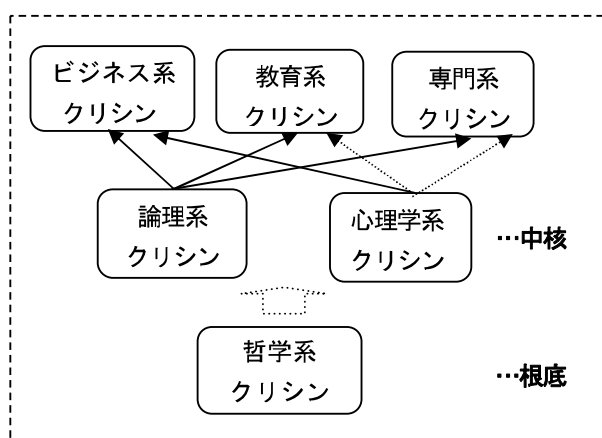 ビジネス系
クリシン
教育系
クリシン
専門系
クリシン
論理系
クリシン
心理学系
クリシン
…中核
哲学系
クリシン
…根底